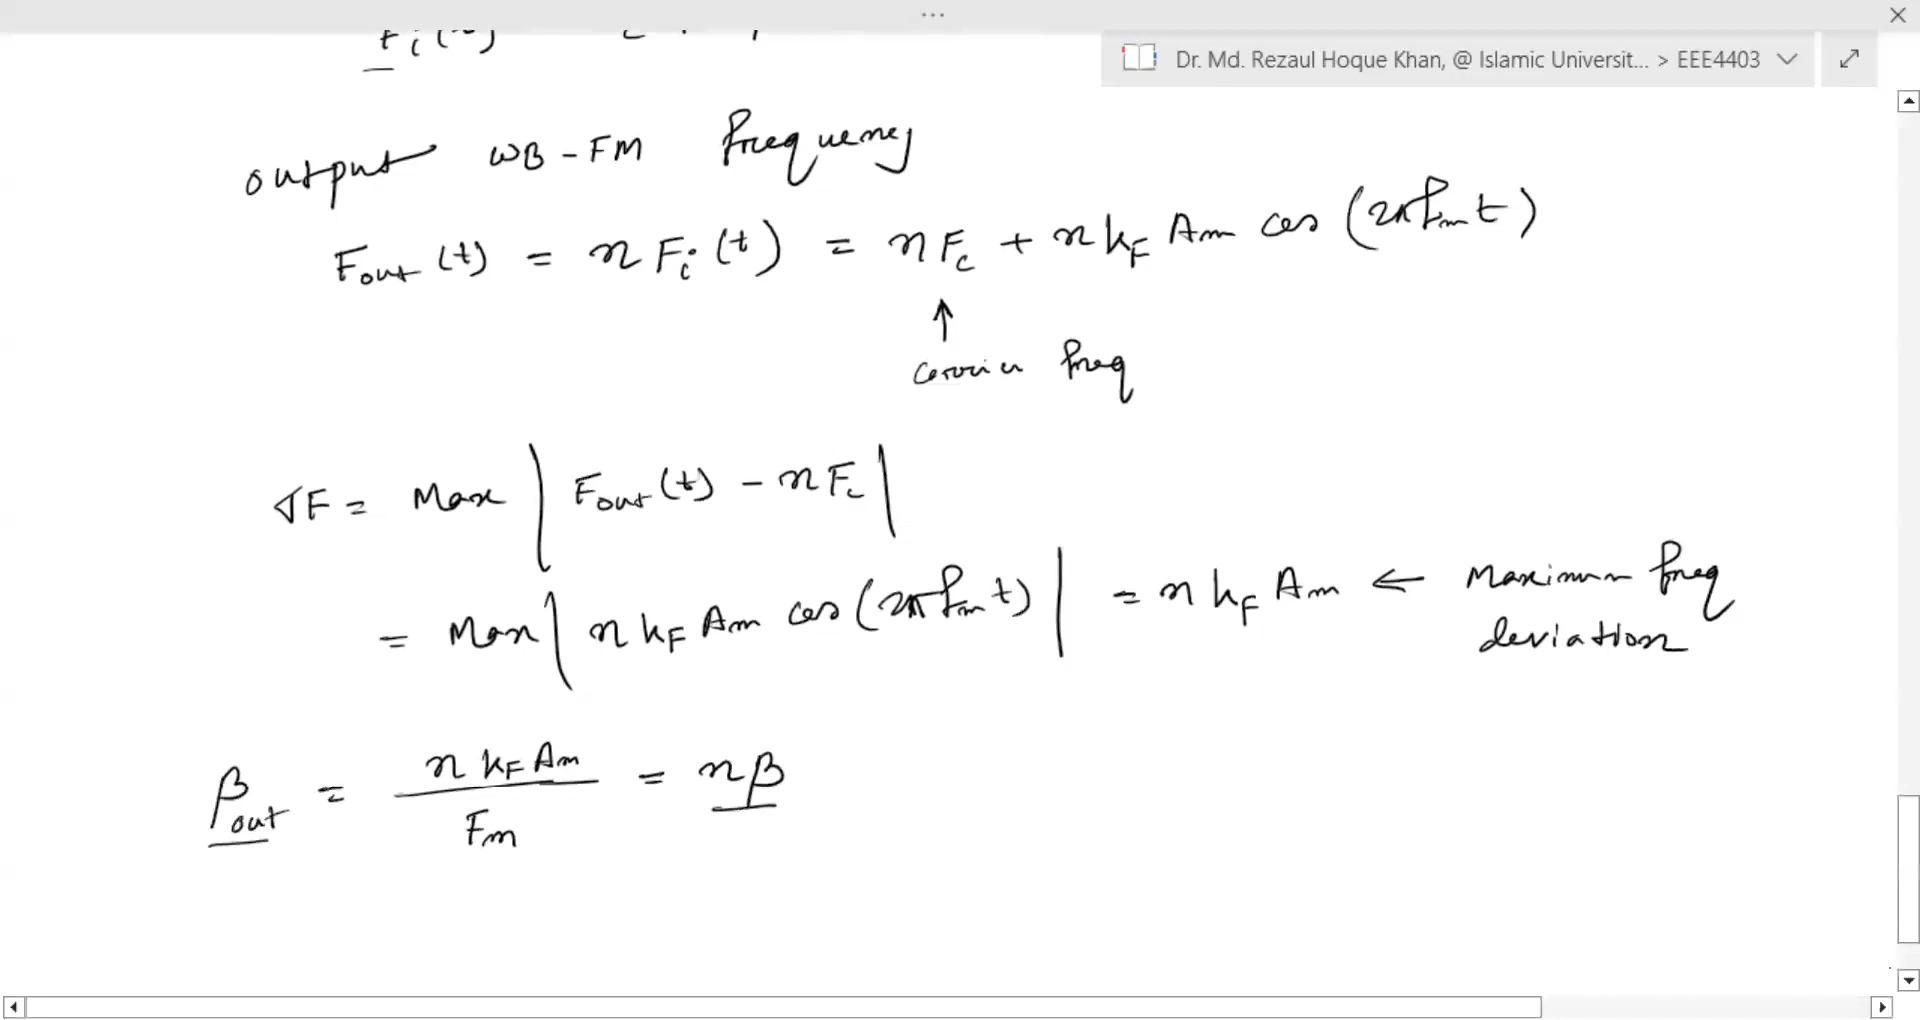 Dr. Md. Rezaul Hoque Khan, @ Islamic Universit... > EEE4403
output WB-FM frequency
Fout (t) = n Fi (t) = n Fc + n kF Am cos (2π fm t)
↑
carrier freq
∆F = Max | Fout (t) - n Fc |
= Max | n kF Am cos (2π fm t) | = n kF Am ← Maximum freq
deviation
βout = n kF Am / Fm = nβ